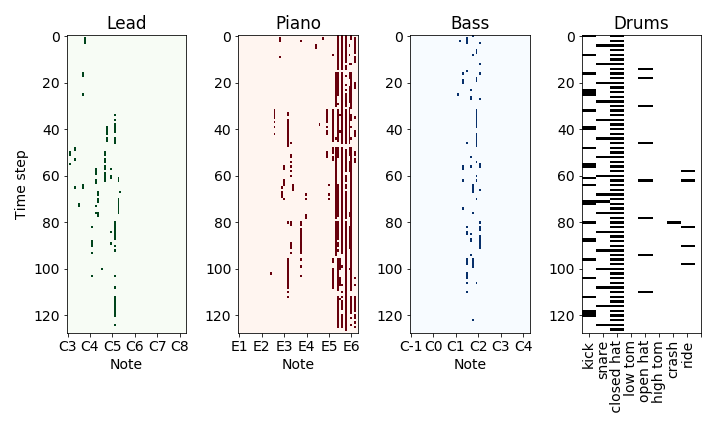 Lead Piano Bass Drums
0 0 0 0
20 20 20 20
40 40 40 40
60 60 60 60
80 80 80 80
100 100 100 100
120 120 120 120
Time step
C3 C4 C5 C6 C7 C8 E1 E2 E3 E4 E5 E6 C-1 C0 C1 C2 C3 C4
kick snare closed hat low tom open hat high tom crash ride
Note Note Note